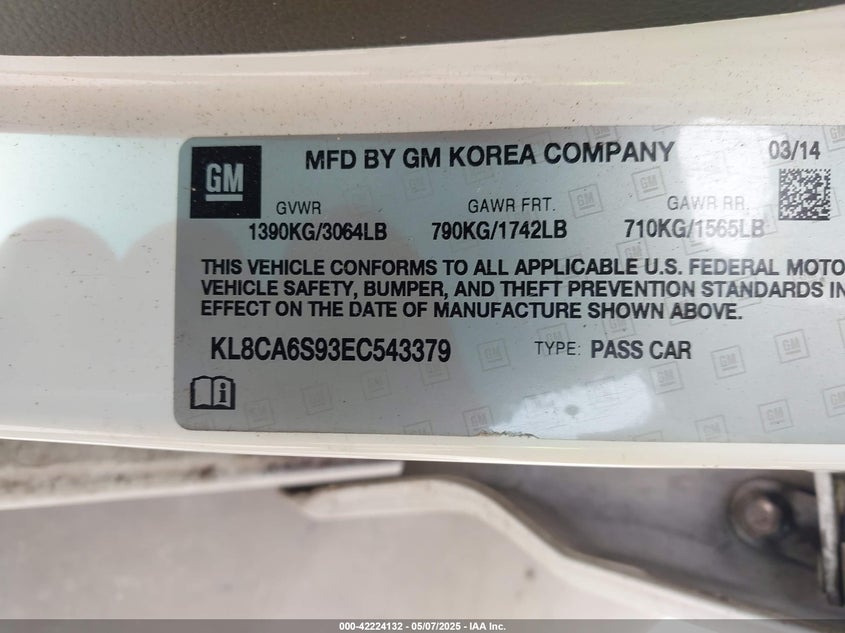 GM
MFD BY GM KOREA COMPANY 03/14
GVWR GAWR FRT. GAWR RR.
1390KG/3064LB 790KG/1742LB 710KG/1565LB
THIS VEHICLE CONFORMS TO ALL APPLICABLE U.S. FEDERAL MOTO
VEHICLE SAFETY, BUMPER, AND THEFT PREVENTION STANDARDS IN
EFFECT ON THE DATE OF MANUFACTURE SHOWN ABOVE.
KL8CA6S93EC543379 TYPE: PASS CAR
000-42224132 - 05/07/2025 - IAA Inc.